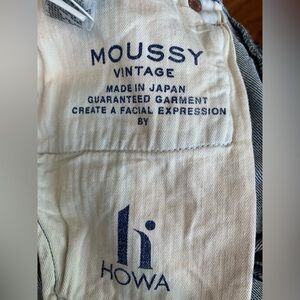 MOUSSY
VINTAGE
MADE IN JAPAN
GUARANTEED GARMENT
CREATE A FACIAL EXPRESSION
BY
HOWA